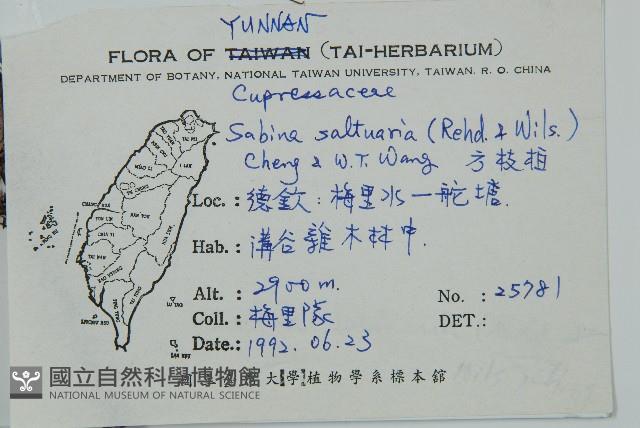 YUNNAN
FLORA OF TAIWAN (TAI-HERBARIUM)
DEPARTMENT OF BOTANY, NATIONAL TAIWAN UNIVERSITY, TAIWAN, R. O. CHINA
Cupressaceae
Sabina saltuaria (Rehd. & Wils.)
Cheng & W.T. Wang 方枝柏
Loc.: 德欽: 梅里水一舵塘.
Hab.: 溝谷雜木林中.
Alt.: 2900 m.
No.: 25781
Coll.: 梅里隊
DET.:
Date.: 1992. 06. 23
大學植物學系標本館
國立自然科學博物館
NATIONAL MUSEUM OF NATURAL SCIENCE